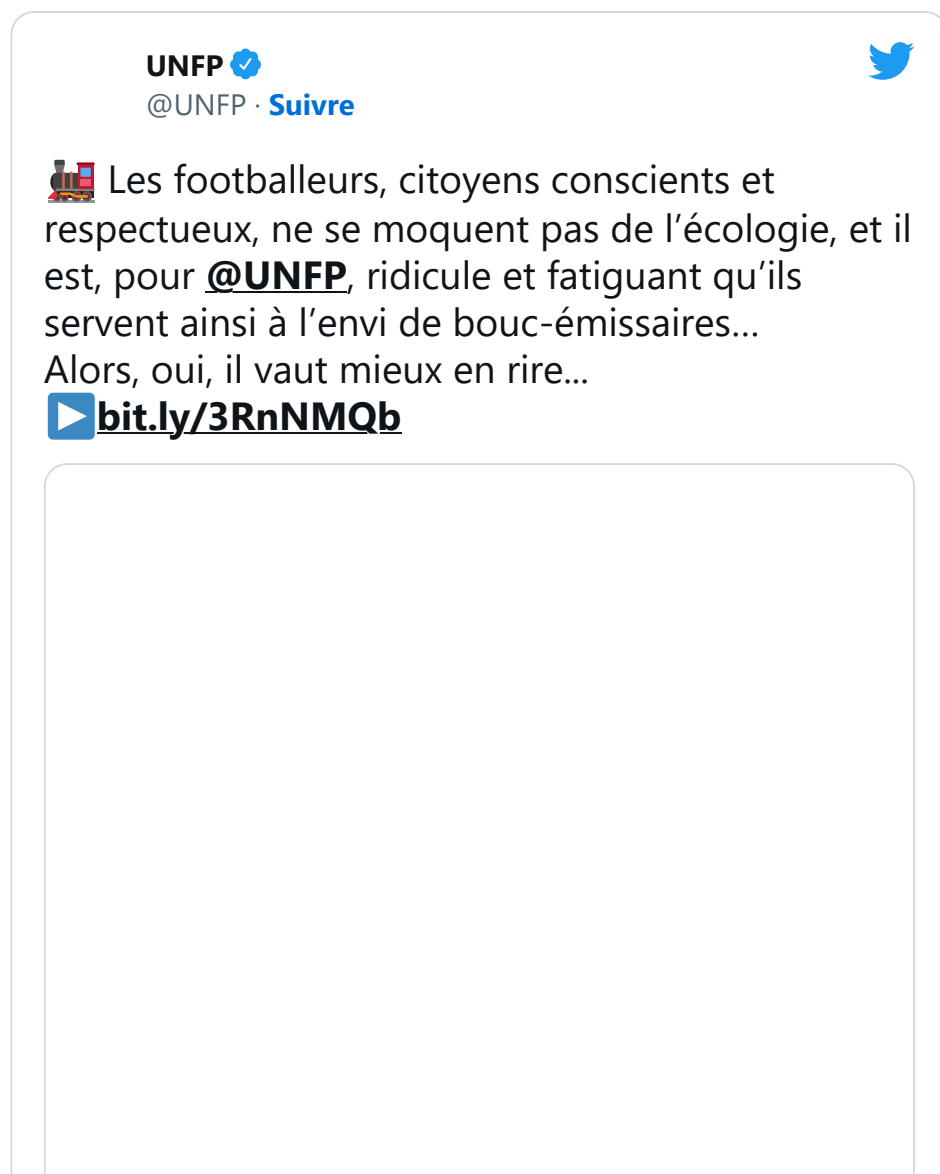 UNFP
@UNFP · Suivre
🚂 Les footballeurs, citoyens conscients et
respectueux, ne se moquent pas de l’écologie, et il
est, pour @UNFP, ridicule et fatiguant qu’ils
servent ainsi à l’envi de bouc-émissaires…
Alors, oui, il vaut mieux en rire...
▶bit.ly/3RnNMQb